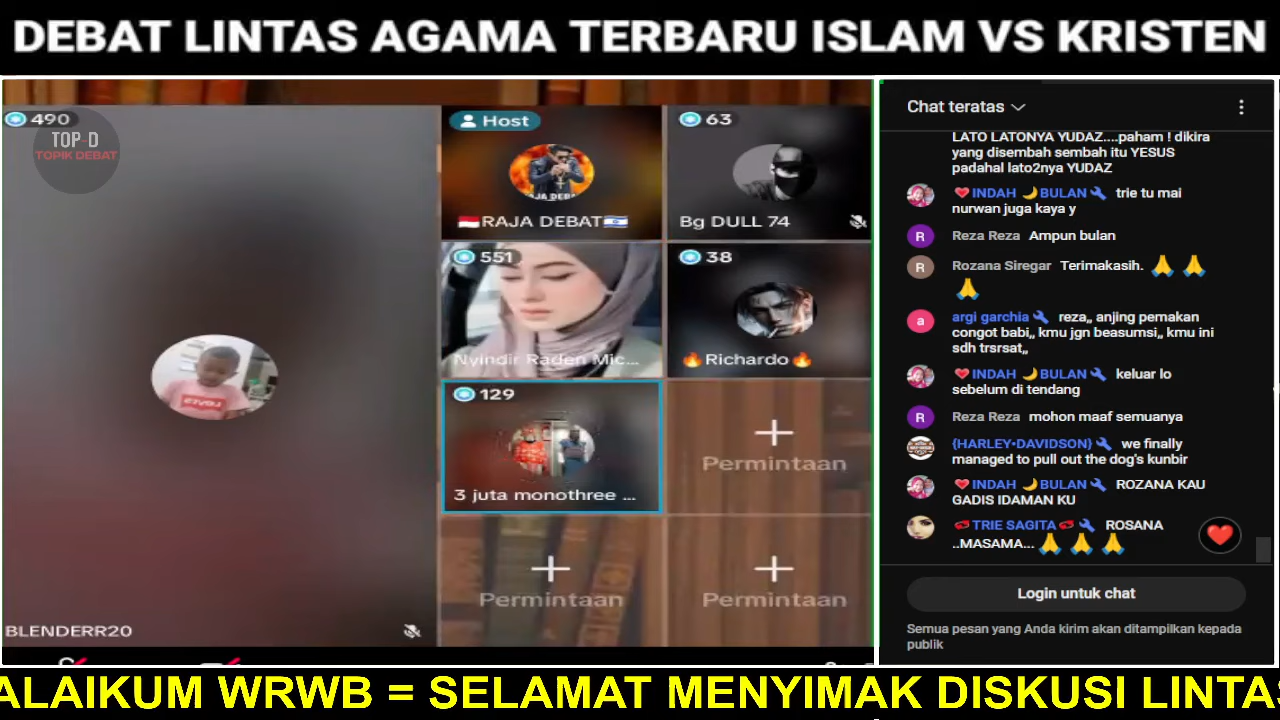 DEBAT LINTAS AGAMA TERBARU ISLAM VS KRISTEN
490
TOP-D
TOPIK DEBAT
BLENDERR20
Host
RAJA DEBAT
63
Bg DULL 74
551
Nyindir Raden Mic...
38
Richardo
129
3 juta monothree ...
Permintaan
Permintaan
Permintaan
Chat teratas
LATO LATONYA YUDAZ....paham ! dikira
yang disembah sembah itu YESUS
padahal lato2nya YUDAZ
INDAH 🌙BULAN🔧 trie tu mai
nurwan juga kaya y
R
Reza Reza Ampun bulan
R
Rozana Siregar Terimakasih. 🙏 🙏
🙏
a
argi garchia🔧 reza,, anjing pemakan
congot babi,, kmu jgn beasumsi,, kmu ini
sdh trsrsat,,
INDAH 🌙BULAN🔧 keluar lo
sebelum di tendang
R
Reza Reza mohon maaf semuanya
{HARLEY•DAVIDSON}🔧 we finally
managed to pull out the dog's kunbir
INDAH 🌙BULAN🔧 ROZANA KAU
GADIS IDAMAN KU
TRIE SAGITA🔧 ROSANA
..MASAMA... 🙏 🙏 🙏
Login untuk chat
Semua pesan yang Anda kirim akan ditampilkan kepada
publik
ALAIKUM WRWB = SELAMAT MENYIMAK DISKUSI LINTA